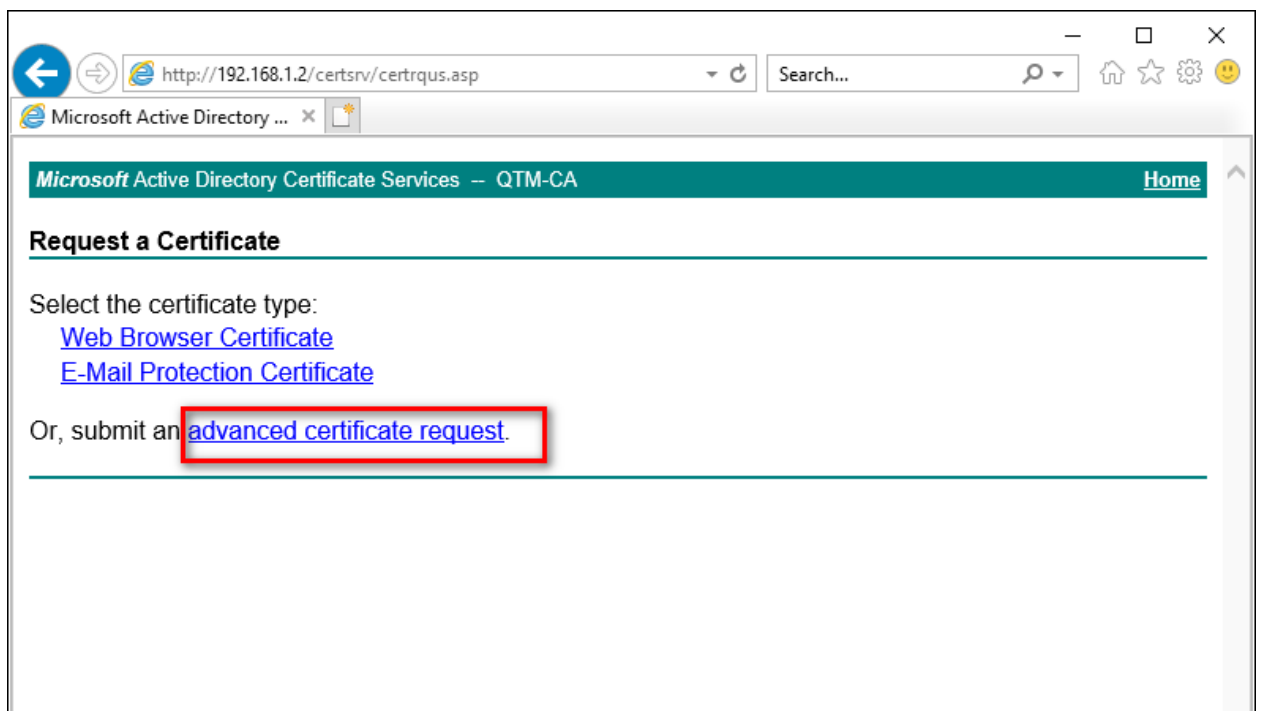 http://192.168.1.2/certsrv/certrqus.asp
Search...
Microsoft Active Directory ...
Microsoft Active Directory Certificate Services -- QTM-CA
Home
Request a Certificate
Select the certificate type:
Web Browser Certificate
E-Mail Protection Certificate
Or, submit an advanced certificate request.